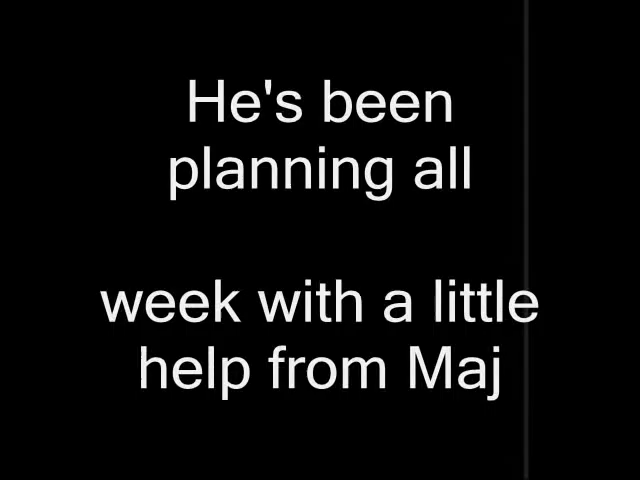 He's been
planning all
week with a little
help from Maj